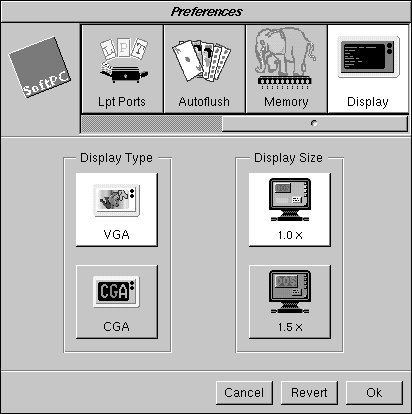 Preferences
SoftPC
Lpt Ports
Autoflush
Memory
Display
Display Type
Display Size
VGA
1.0 X
CGA
DOS
CGA
1.5 X
Cancel
Revert
Ok